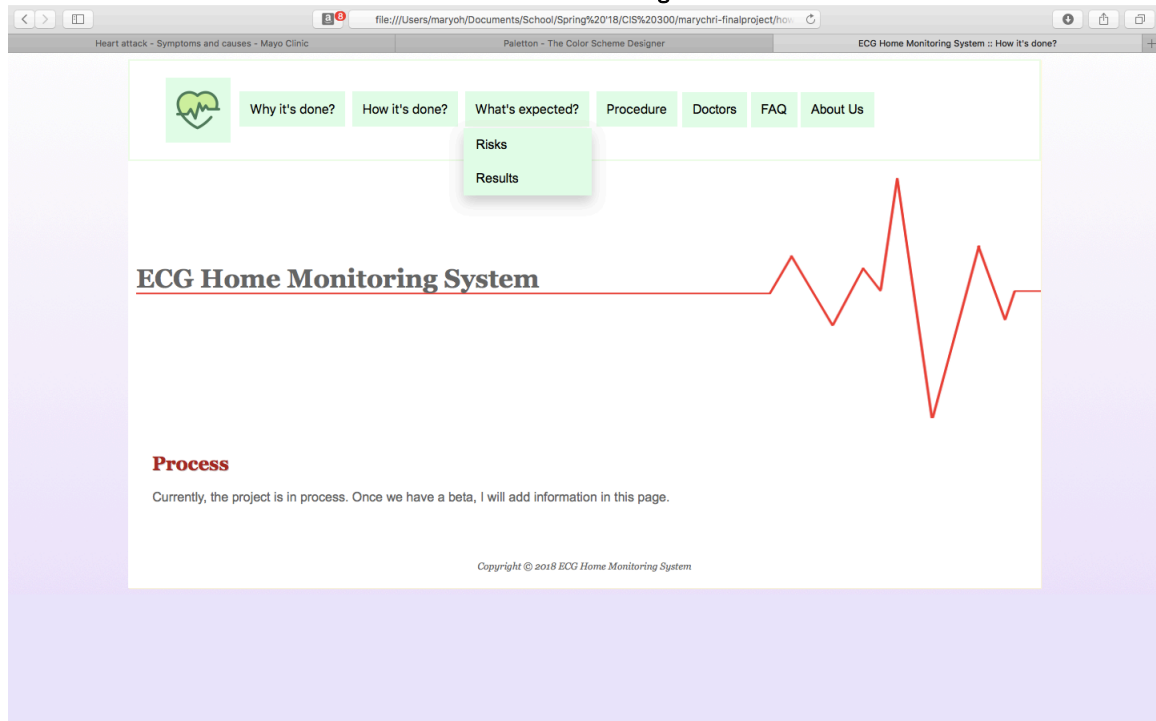 a 8 file:///Users/maryoh/Documents/School/Spring%20'18/CIS%20300/marychri-finalproject/how
Heart attack - Symptoms and causes - Mayo Clinic Paletton - The Color Scheme Designer ECG Home Monitoring System :: How it's done?
Why it's done? How it's done? What's expected? Procedure Doctors FAQ About Us
Risks
Results
ECG Home Monitoring System
Process
Currently, the project is in process. Once we have a beta, I will add information in this page.
Copyright © 2018 ECG Home Monitoring System